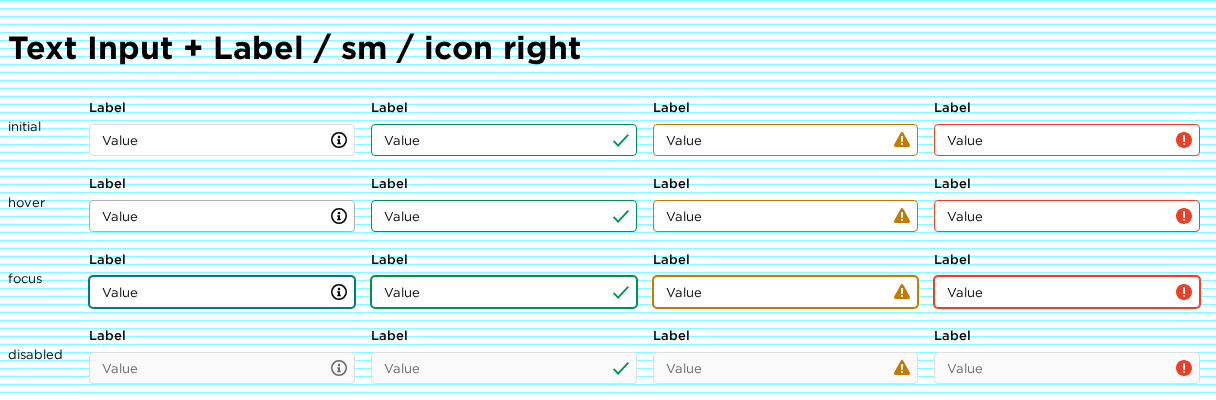 Text Input + Label / sm / icon right
Label Label Label Label
initial Value Value Value Value
Label Label Label Label
hover Value Value Value Value
Label Label Label Label
focus Value Value Value Value
Label Label Label Label
disabled Value Value Value Value